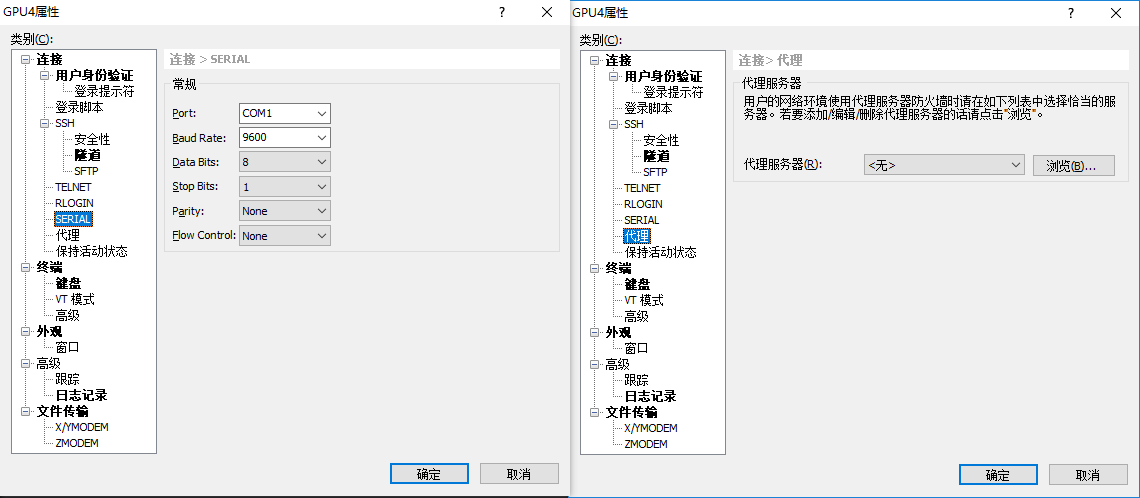 GPU4属性
类别(C):
连接
用户身份验证
登录提示符
登录脚本
SSH
安全性
隧道
SFTP
TELNET
RLOGIN
SERIAL
代理
保持活动状态
终端
键盘
VT 模式
高级
外观
窗口
高级
跟踪
日志记录
文件传输
X/YMODEM
ZMODEM
连接 > SERIAL
常规
Port: COM1
Baud Rate: 9600
Data Bits: 8
Stop Bits: 1
Parity: None
Flow Control: None
确定 取消
GPU4属性
类别(C):
连接
用户身份验证
登录提示符
登录脚本
SSH
安全性
隧道
SFTP
TELNET
RLOGIN
SERIAL
代理
保持活动状态
终端
键盘
VT 模式
高级
外观
窗口
高级
跟踪
日志记录
文件传输
X/YMODEM
ZMODEM
连接> 代理
代理服务器
用户的网络环境使用代理服务器防火墙时请在如下列表中选择恰当的服
务器。若要添加/编辑/删除代理服务器的话请点击"浏览"。
代理服务器(R): <无> 浏览(B)...
确定 取消